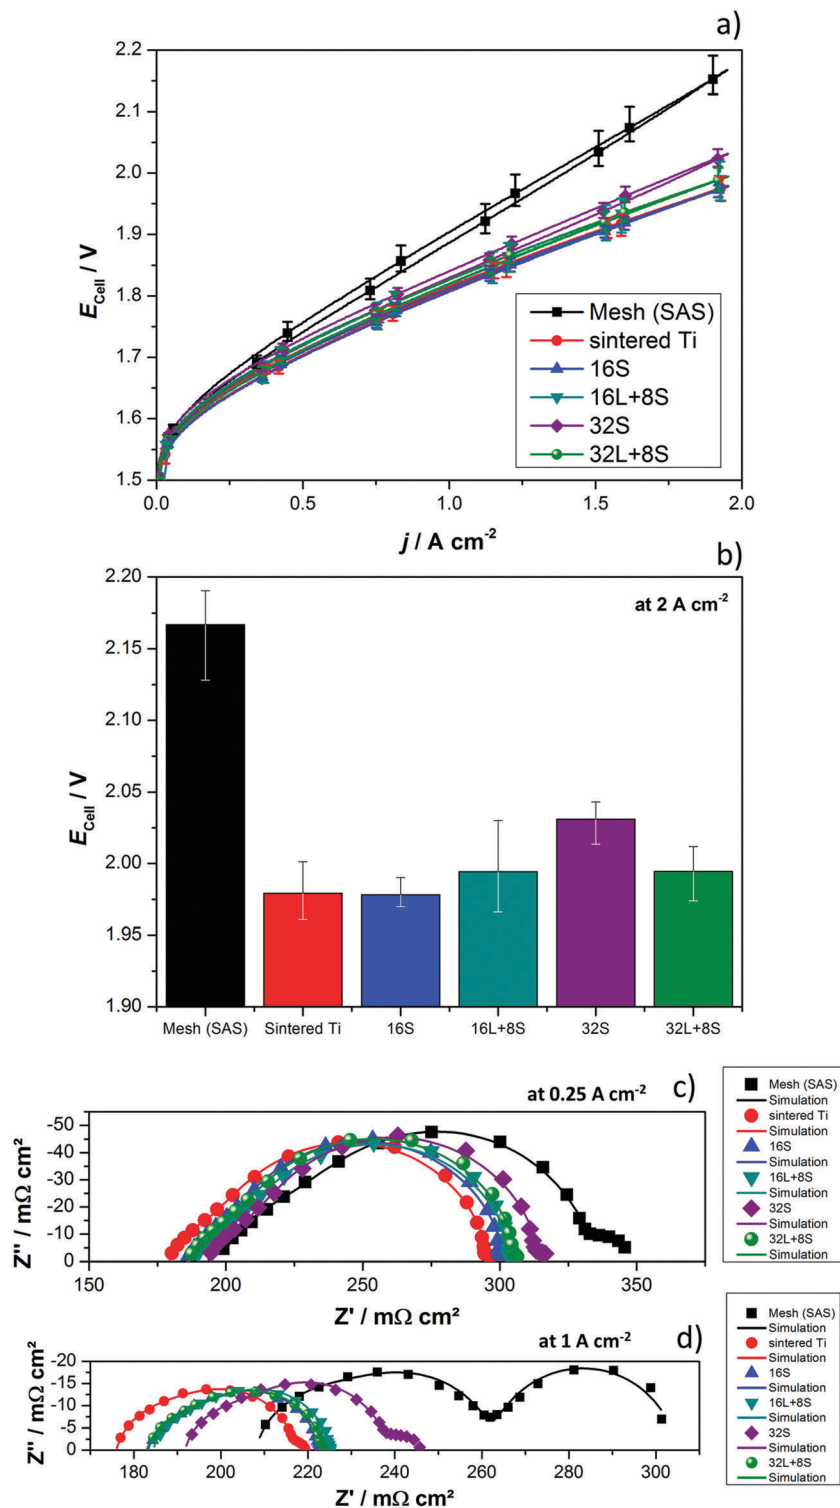 a)
2.2
2.1
2.0
1.9
1.8
1.7
1.6
1.5
E_Cell / V
Mesh (SAS)
sintered Ti
16S
16L+8S
32S
32L+8S
0.0 0.5 1.0 1.5 2.0
j / A cm⁻²
b)
2.20
2.15
2.10
2.05
2.00
1.95
1.90
E_Cell / V
at 2 A cm⁻²
Mesh (SAS) Sintered Ti 16S 16L+8S 32S 32L+8S
at 0.25 A cm⁻² c)
-50
-40
-30
-20
-10
0
Z'' / mΩ cm²
150 200 250 300 350
Z' / mΩ cm²
Mesh (SAS)
Simulation
sintered Ti
Simulation
16S
Simulation
16L+8S
Simulation
32S
Simulation
32L+8S
Simulation
at 1 A cm⁻² d)
-20
-15
-10
-5
0
Z'' / mΩ cm²
160 180 200 220 240 260 280 300
Z' / mΩ cm²
Mesh (SAS)
Simulation
sintered Ti
Simulation
16S
Simulation
16L+8S
Simulation
32S
Simulation
32L+8S
Simulation